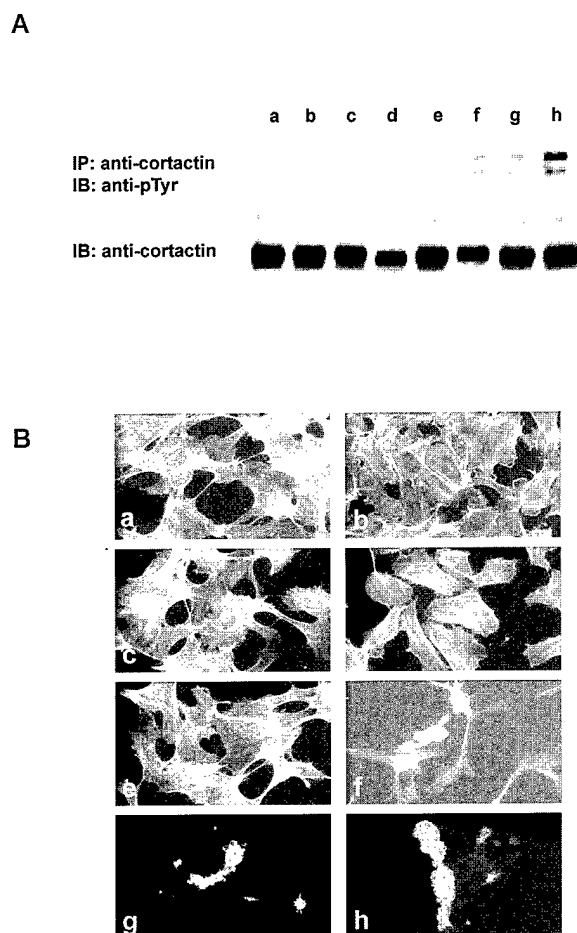 A
a b c d e f g h
IP: anti-cortactin
IB: anti-pTyr
IB: anti-cortactin
B
a b
c
e f
g h